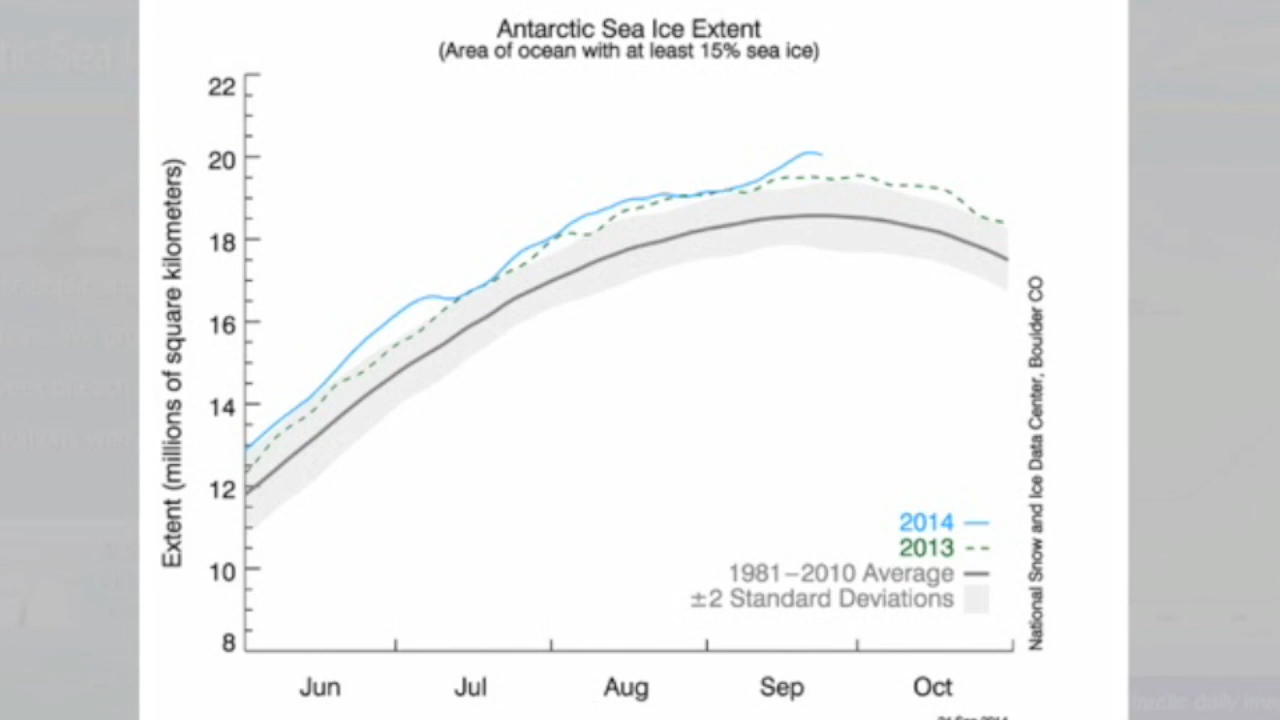 Antarctic Sea Ice Extent
(Area of ocean with at least 15% sea ice)
Extent (millions of square kilometers)
22
20
18
16
14
12
10
8
Jun
Jul
Aug
Sep
Oct
2014
2013
1981–2010 Average
±2 Standard Deviations
National Snow and Ice Data Center, Boulder CO